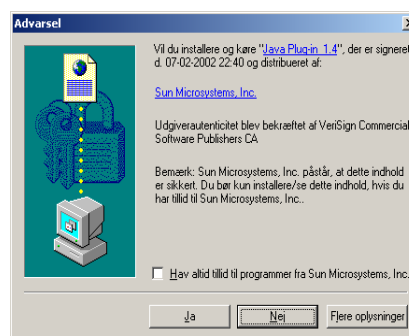 Advarsel
Vil du installere og køre "Java Plug-in 1.4", der er signeret
d. 07-02-2002 22:40 og distribueret af:
Sun Microsystems, Inc.
Udgiverautenticitet blev bekræftet af VeriSign Commercial
Software Publishers CA
Bemærk: Sun Microsystems, Inc. påstår, at dette indhold
er sikkert. Du bør kun installere/se dette indhold, hvis du
har tillid til Sun Microsystems, Inc..
Hav altid tillid til programmer fra Sun Microsystems, Inc.
Ja Nej Flere oplysninger